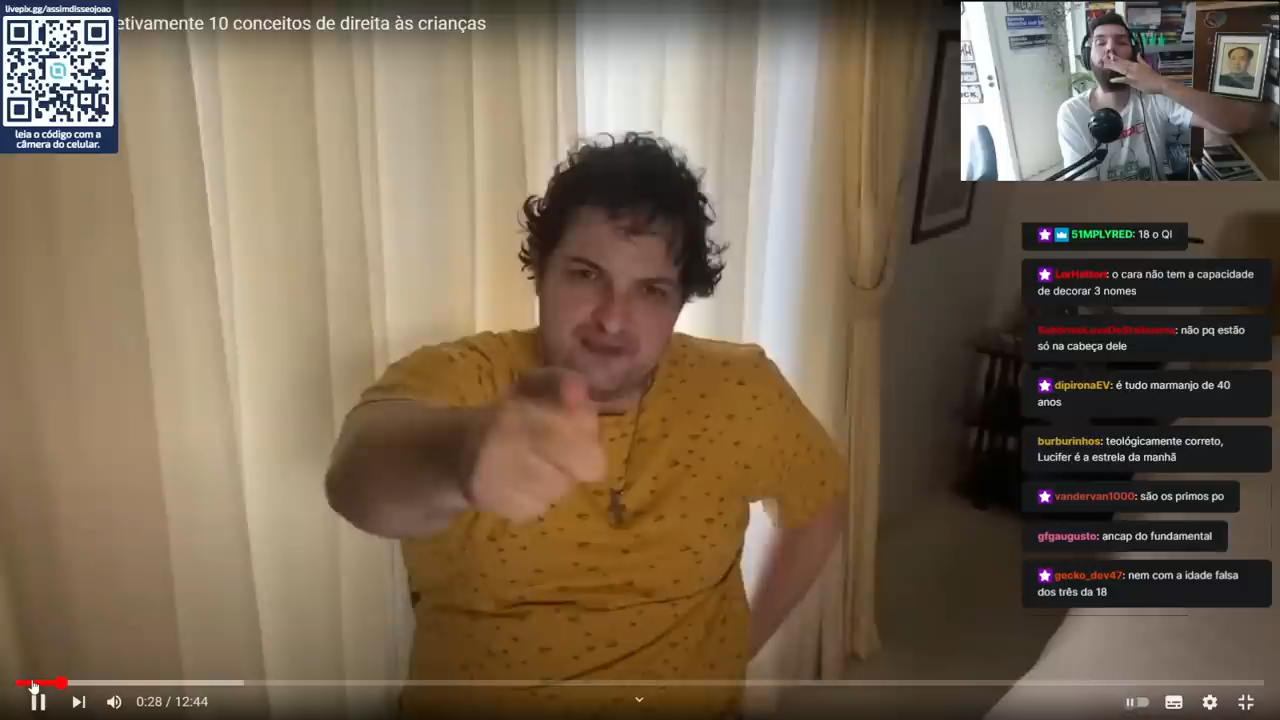 livepix.gg/assimdisseojoao
etivamente 10 conceitos de direita às crianças
leia o código com a
câmera do celular.
51MPLYRED: 18 o QI
o cara não tem a capacidade
de decorar 3 nomes
não pq estão
só na cabeça dele
dipironaEV: é tudo marmanjo de 40
anos
burburinhos: teológicamente correto,
Lucifer é a estrela da manhã
vandervan1000: são os primos po
gfgaugusto: ancap do fundamental
gecko_dev47: nem com a idade falsa
dos três da 18
0:28 / 12:44